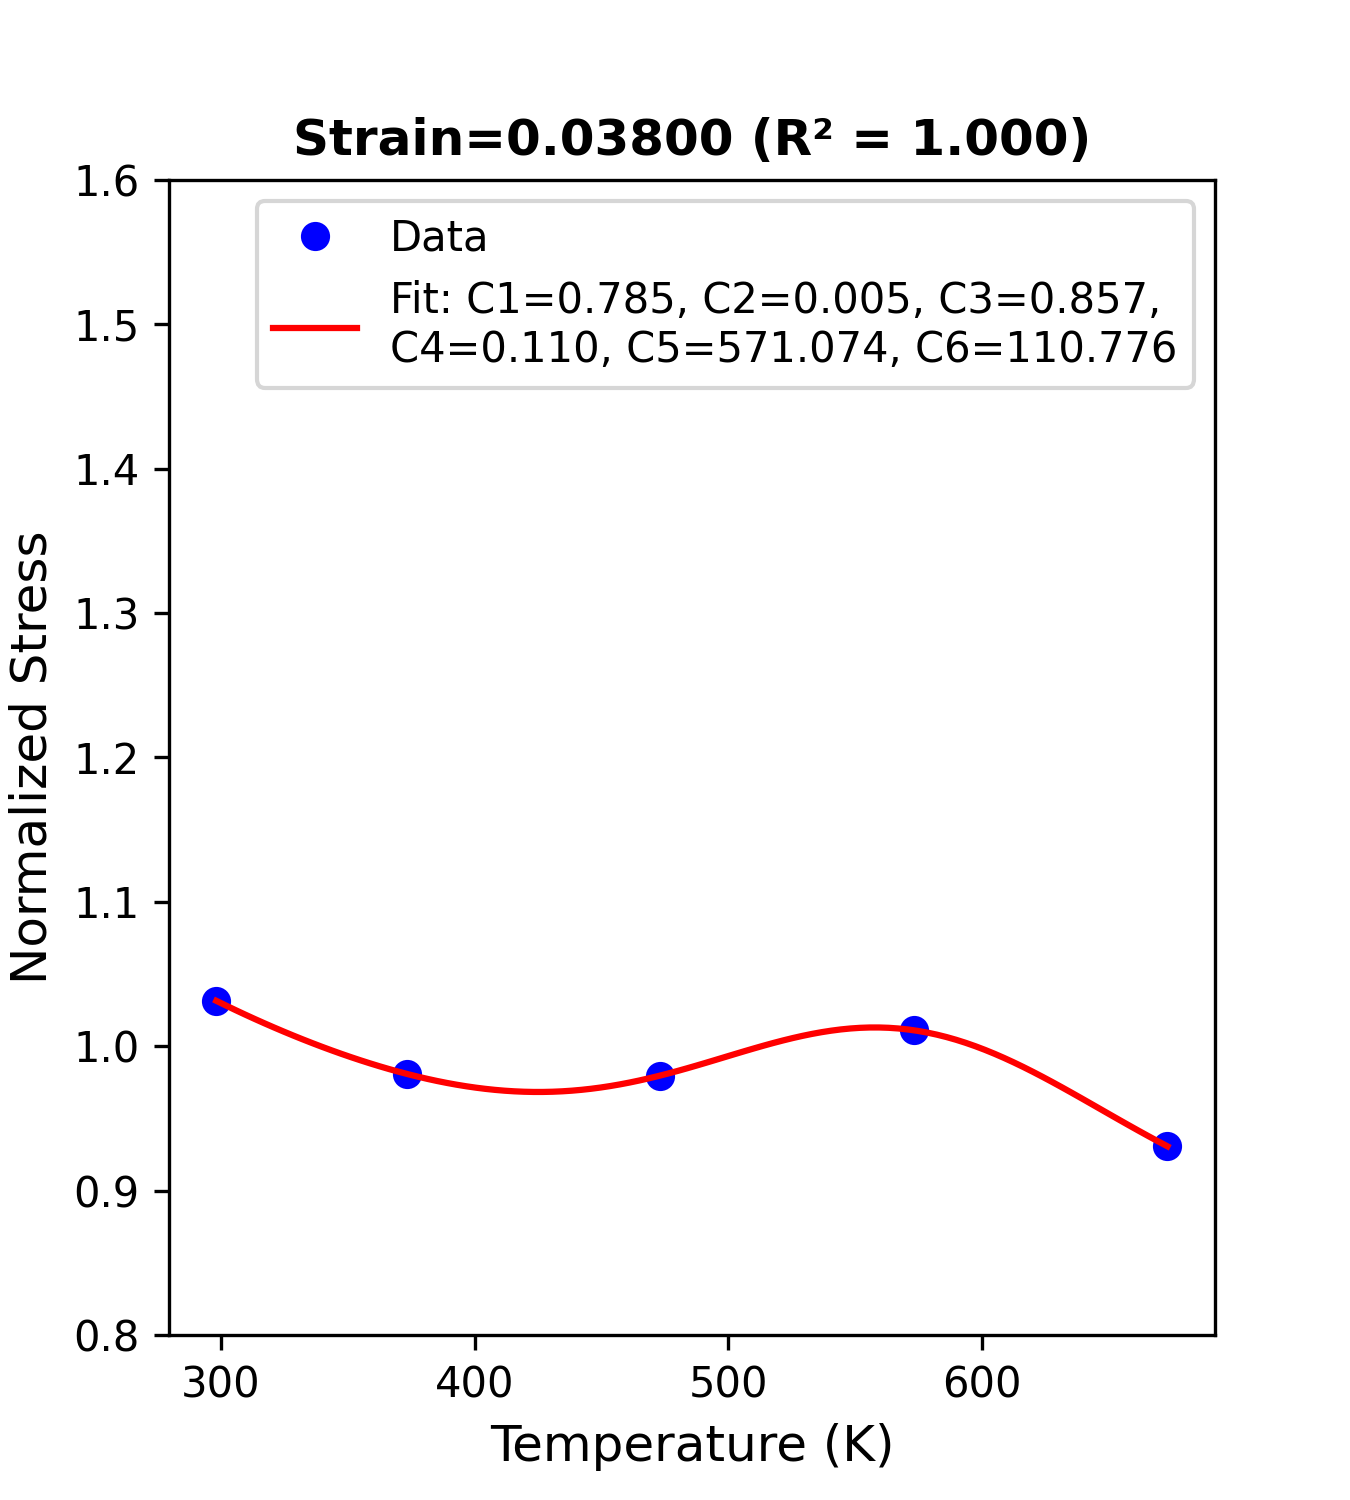 Strain=0.03800 (R² = 1.000)
Data
Fit: C1=0.785, C2=0.005, C3=0.857,
C4=0.110, C5=571.074, C6=110.776
1.6
1.5
1.4
1.3
1.2
1.1
1.0
0.9
0.8
Normalized Stress
300 400 500 600
Temperature (K)